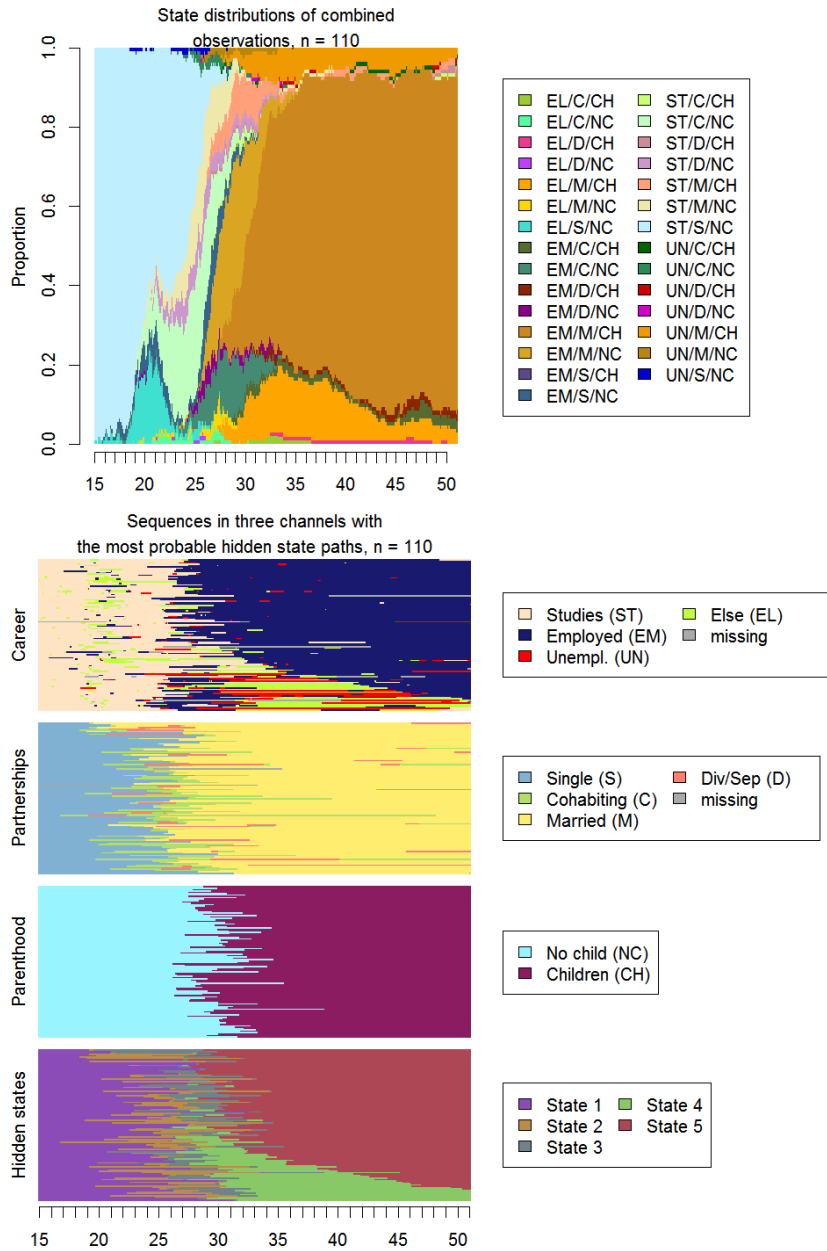 State distributions of combined
observations, n = 110
Proportion
0.0 0.2 0.4 0.6 0.8 1.0
15 20 25 30 35 40 45 50
EL/C/CH ST/C/CH
EL/C/NC ST/C/NC
EL/D/CH ST/D/CH
EL/D/NC ST/D/NC
EL/M/CH ST/M/CH
EL/M/NC ST/M/NC
EL/S/NC ST/S/NC
EM/C/CH UN/C/CH
EM/C/NC UN/C/NC
EM/D/CH UN/D/CH
EM/D/NC UN/D/NC
EM/M/CH UN/M/CH
EM/M/NC UN/M/NC
EM/S/CH UN/S/NC
EM/S/NC
Sequences in three channels with
the most probable hidden state paths, n = 110
Career
Studies (ST) Else (EL)
Employed (EM) missing
Unempl. (UN)
Partnerships
Single (S) Div/Sep (D)
Cohabiting (C) missing
Married (M)
Parenthood
No child (NC)
Children (CH)
Hidden states
State 1 State 4
State 2 State 5
State 3
15 20 25 30 35 40 45 50